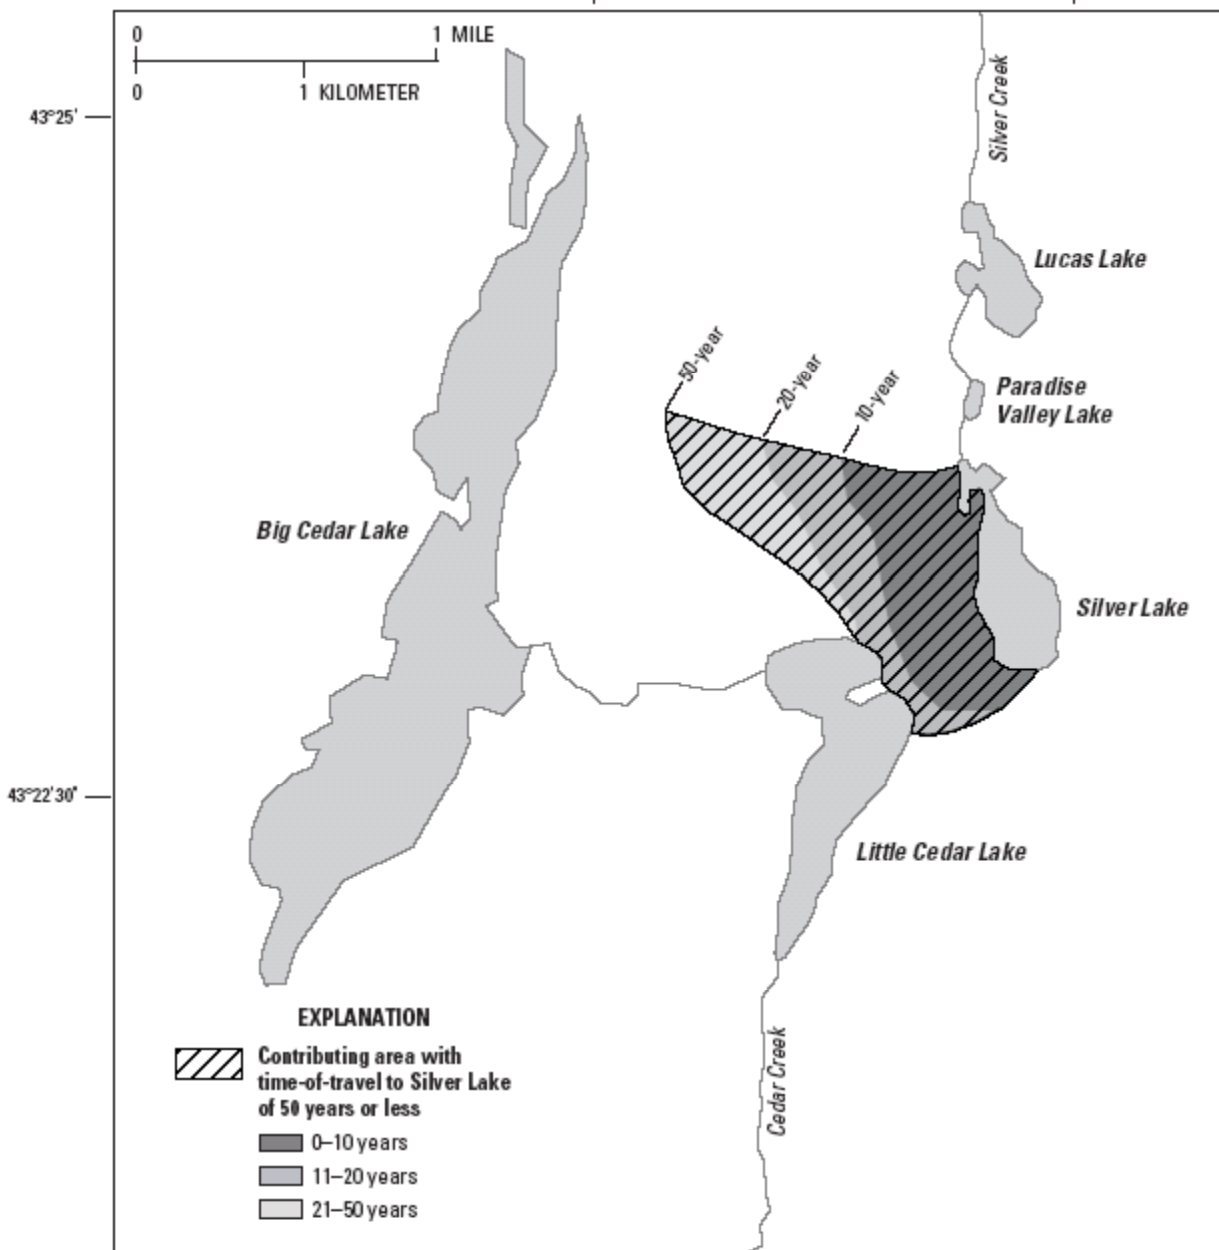 0 1 MILE
0 1 KILOMETER
43°25'
Silver Creek
Lucas Lake
50-year
20-year
10-year
Paradise
Valley Lake
Big Cedar Lake
Silver Lake
43°22'30"
Little Cedar Lake
EXPLANATION
Contributing area with
time-of-travel to Silver Lake
of 50 years or less
0–10 years
11–20 years
21–50 years
Cedar Creek